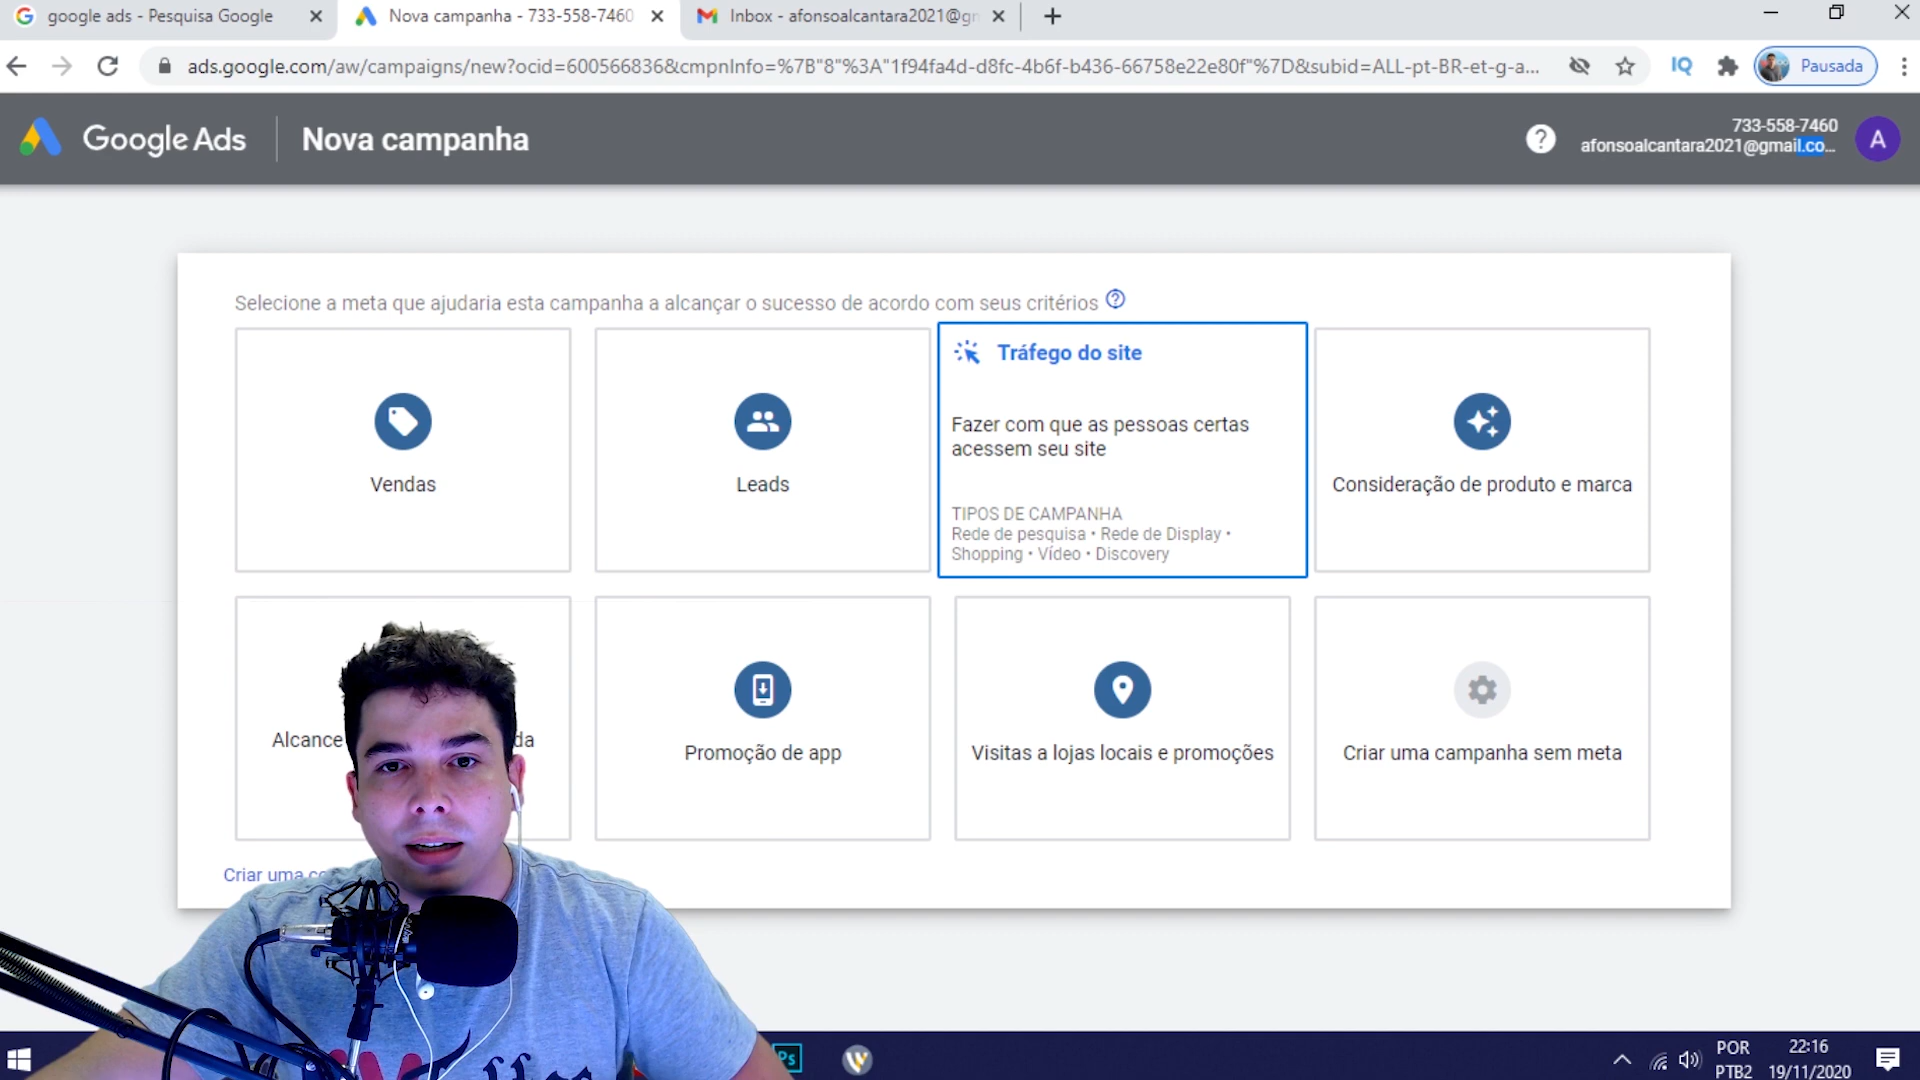 google ads - Pesquisa Google
Nova campanha - 733-558-7460
Inbox - afonsoalcantara2021@gm
ads.google.com/aw/campaigns/new?ocid=600566836&cmpnInfo=%7B"8"%3A"1f94fa4d-d8fc-4b6f-b436-66758e22e80f"%7D&subid=ALL-pt-BR-et-g-a...
IQ
Pausada
Google Ads
Nova campanha
733-558-7460
afonsoalcantara2021@gmail.co...
A
Selecione a meta que ajudaria esta campanha a alcançar o sucesso de acordo com seus critérios
Vendas
Leads
Tráfego do site
Fazer com que as pessoas certas
acessem seu site
TIPOS DE CAMPANHA
Rede de pesquisa • Rede de Display •
Shopping • Vídeo • Discovery
Consideração de produto e marca
Alcance
da
Promoção de app
Visitas a lojas locais e promoções
Criar uma campanha sem meta
Criar uma co
Ps
POR
PTB2
22:16
19/11/2020